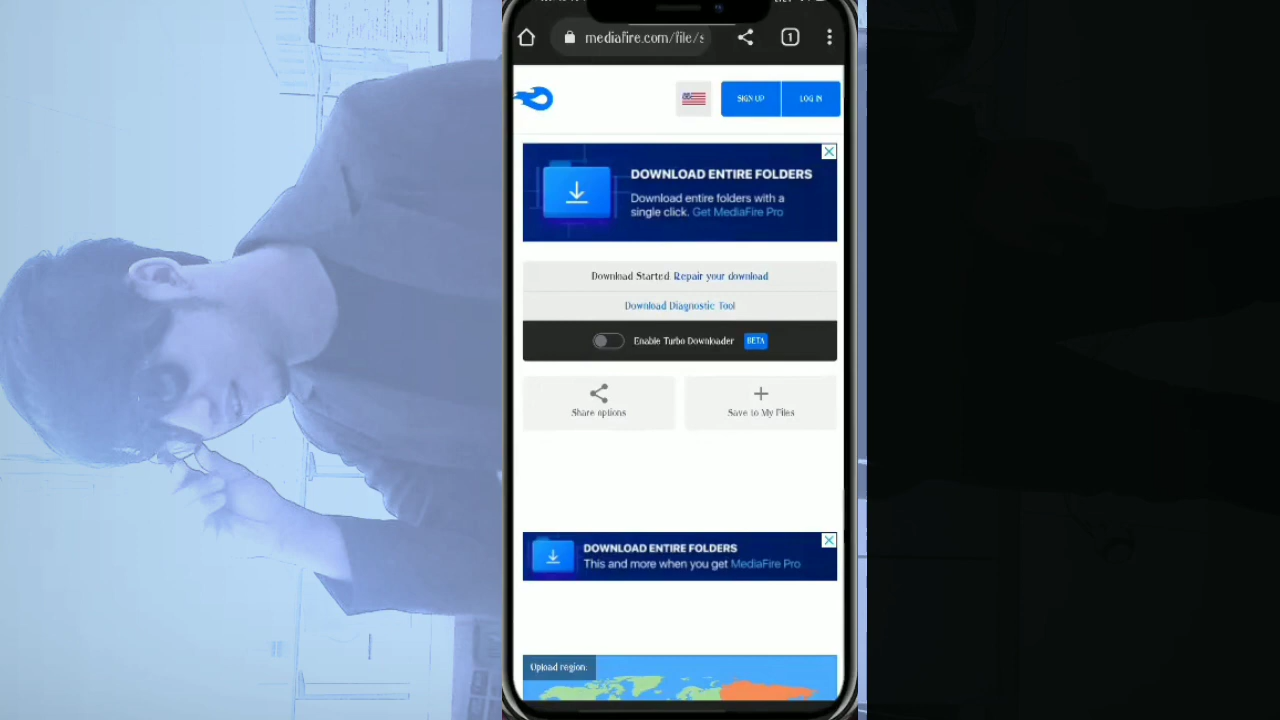 mediafire.com/file/s
1
SIGN UP
LOG IN
DOWNLOAD ENTIRE FOLDERS
Download entire folders with a
single click. Get MediaFire Pro
Download Started Repair your download
Download Diagnostic Tool
Enable Turbo Downloader BETA
Share options
Save to My Files
DOWNLOAD ENTIRE FOLDERS
This and more when you get MediaFire Pro
Upload region: